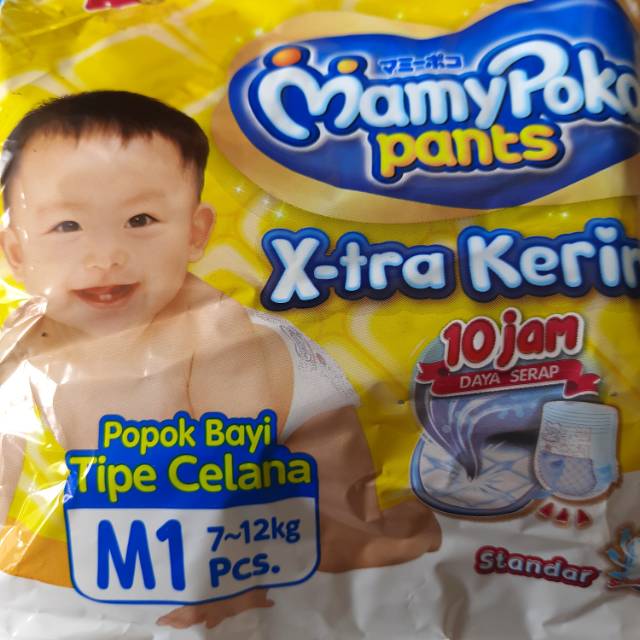 マミーポコ
MamyPoko
pants
X-tra Kerin
10 jam
DAYA SERAP
Popok Bayi
Tipe Celana
M1
7~12kg
Pcs.
Standar